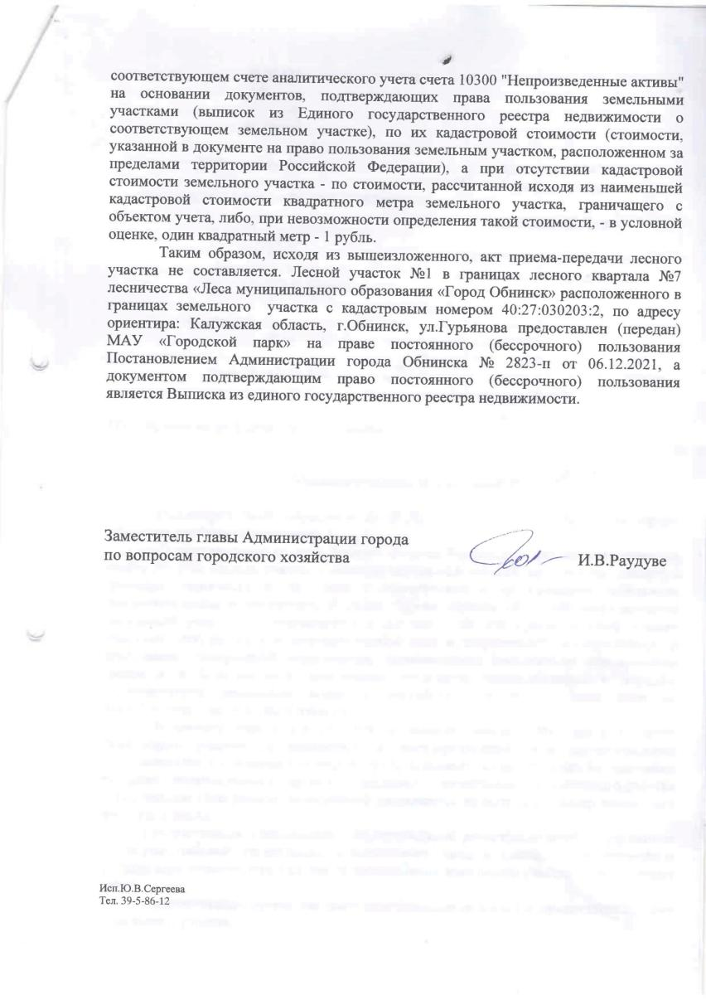 соответствующем счете аналитического учета счета 10300 "Непроизведенные активы"
на основании документов, подтверждающих права пользования земельными
участками (выписок из Единого государственного реестра недвижимости о
соответствующем земельном участке), по их кадастровой стоимости (стоимости,
указанной в документе на право пользования земельным участком, расположенном за
пределами территории Российской Федерации), а при отсутствии кадастровой
стоимости земельного участка - по стоимости, рассчитанной исходя из наименьшей
кадастровой стоимости квадратного метра земельного участка, граничащего с
объектом учета, либо, при невозможности определения такой стоимости, - в условной
оценке, один квадратный метр - 1 рубль.
Таким образом, исходя из вышеизложенного, акт приема-передачи лесного
участка не составляется. Лесной участок №1 в границах лесного квартала №7
лесничества «Леса муниципального образования «Город Обнинск» расположенного в
границах земельного участка с кадастровым номером 40:27:030203:2, по адресу
ориентира: Калужская область, г.Обнинск, ул.Гурьянова предоставлен (передан)
МАУ «Городской парк» на праве постоянного (бессрочного) пользования
Постановлением Администрации города Обнинска № 2823-п от 06.12.2021, а
документом подтверждающим право постоянного (бессрочного) пользования
является Выписка из единого государственного реестра недвижимости.
Заместитель главы Администрации города
по вопросам городского хозяйства
И.В.Раудуве
Исп.Ю.В.Сергеева
Тел. 39-5-86-12